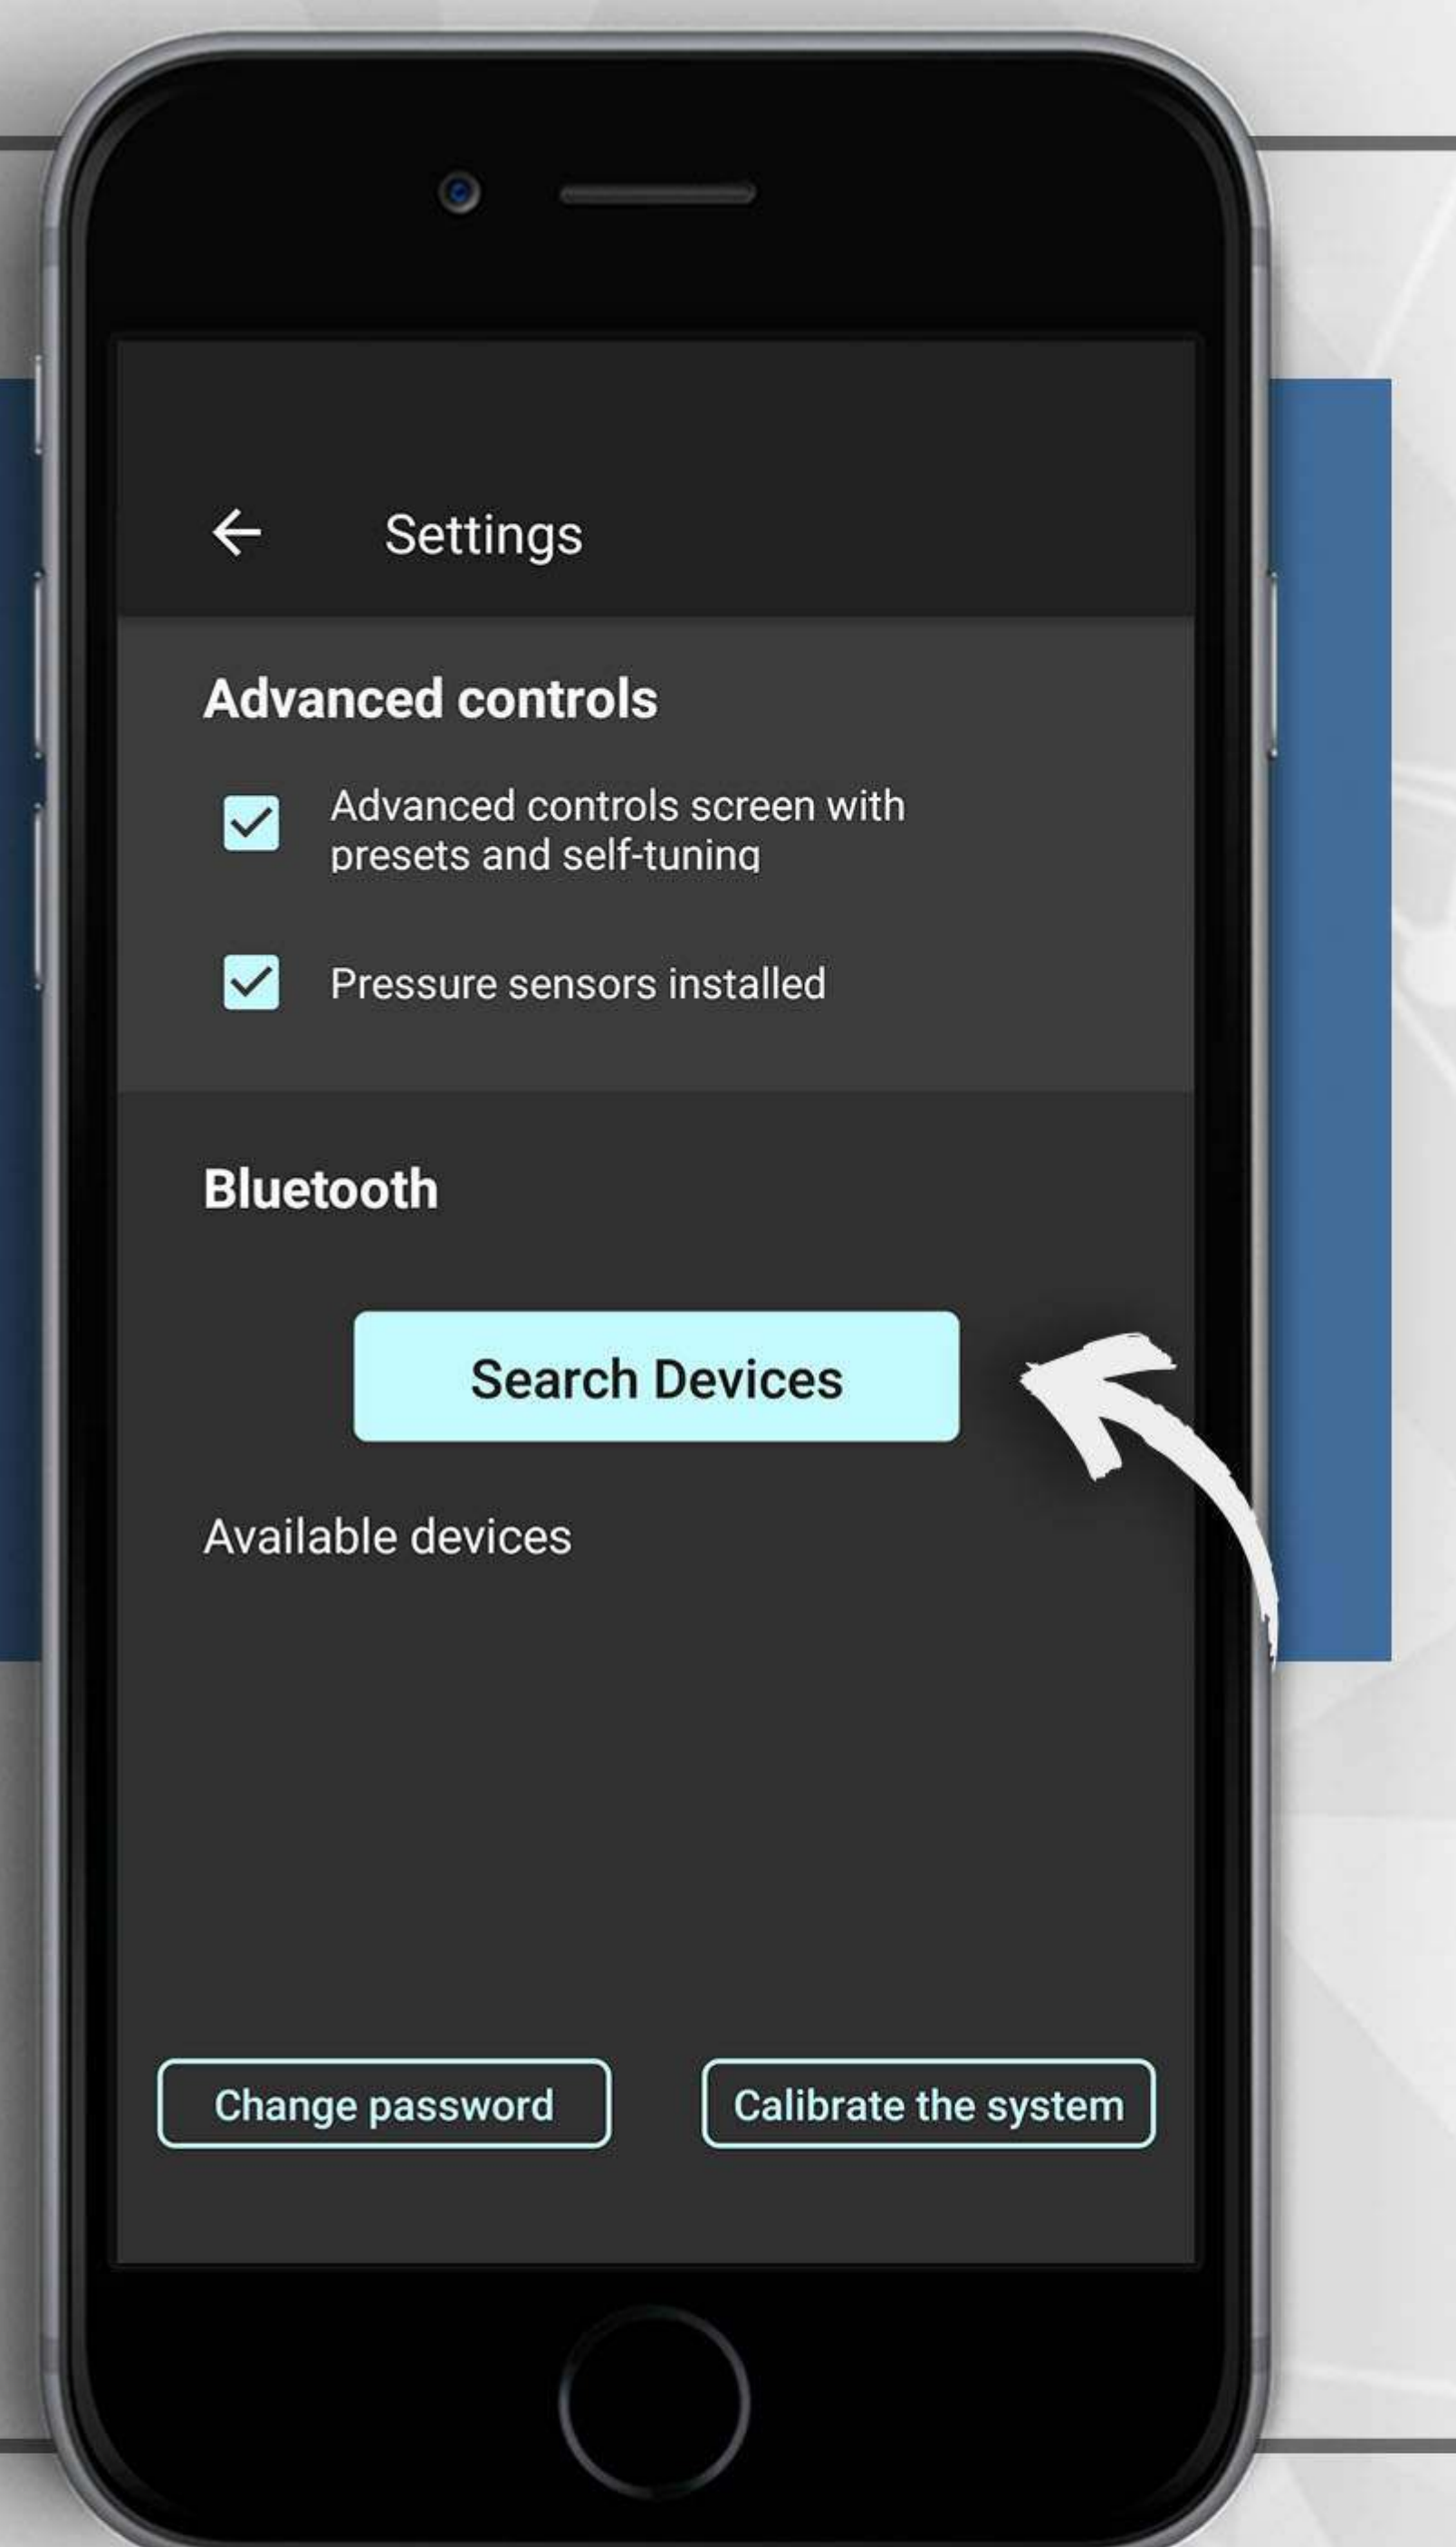 Settings
Advanced controls
Advanced controls screen with
presets and self-tuning
Pressure sensors installed
Bluetooth
Search Devices
Available devices
Change password
Calibrate the system